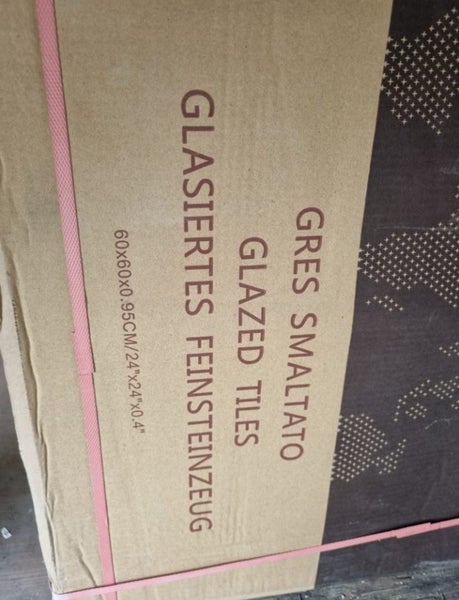 GRES SMALTATO
GLAZED TILES
GLASIERTES FEINSTEINZEUG
60x60x0.95CM/24"x24"x0.4"